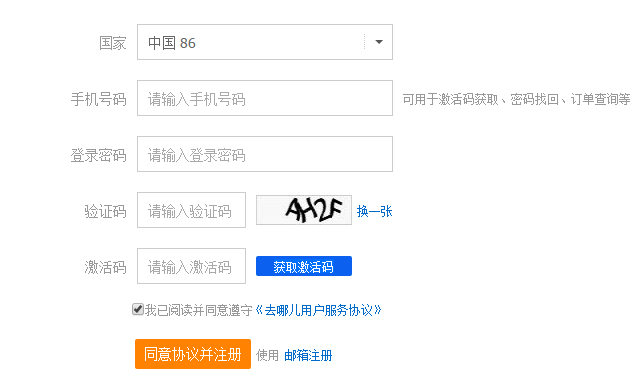 国家 中国 86
手机号码 请输入手机号码 可用于激活码获取、密码找回、订单查询等
登录密码 请输入登录密码
验证码 请输入验证码 AH2F 换一张
激活码 请输入激活码 获取激活码
我已阅读并同意遵守《去哪儿用户服务协议》
同意协议并注册 使用 邮箱注册